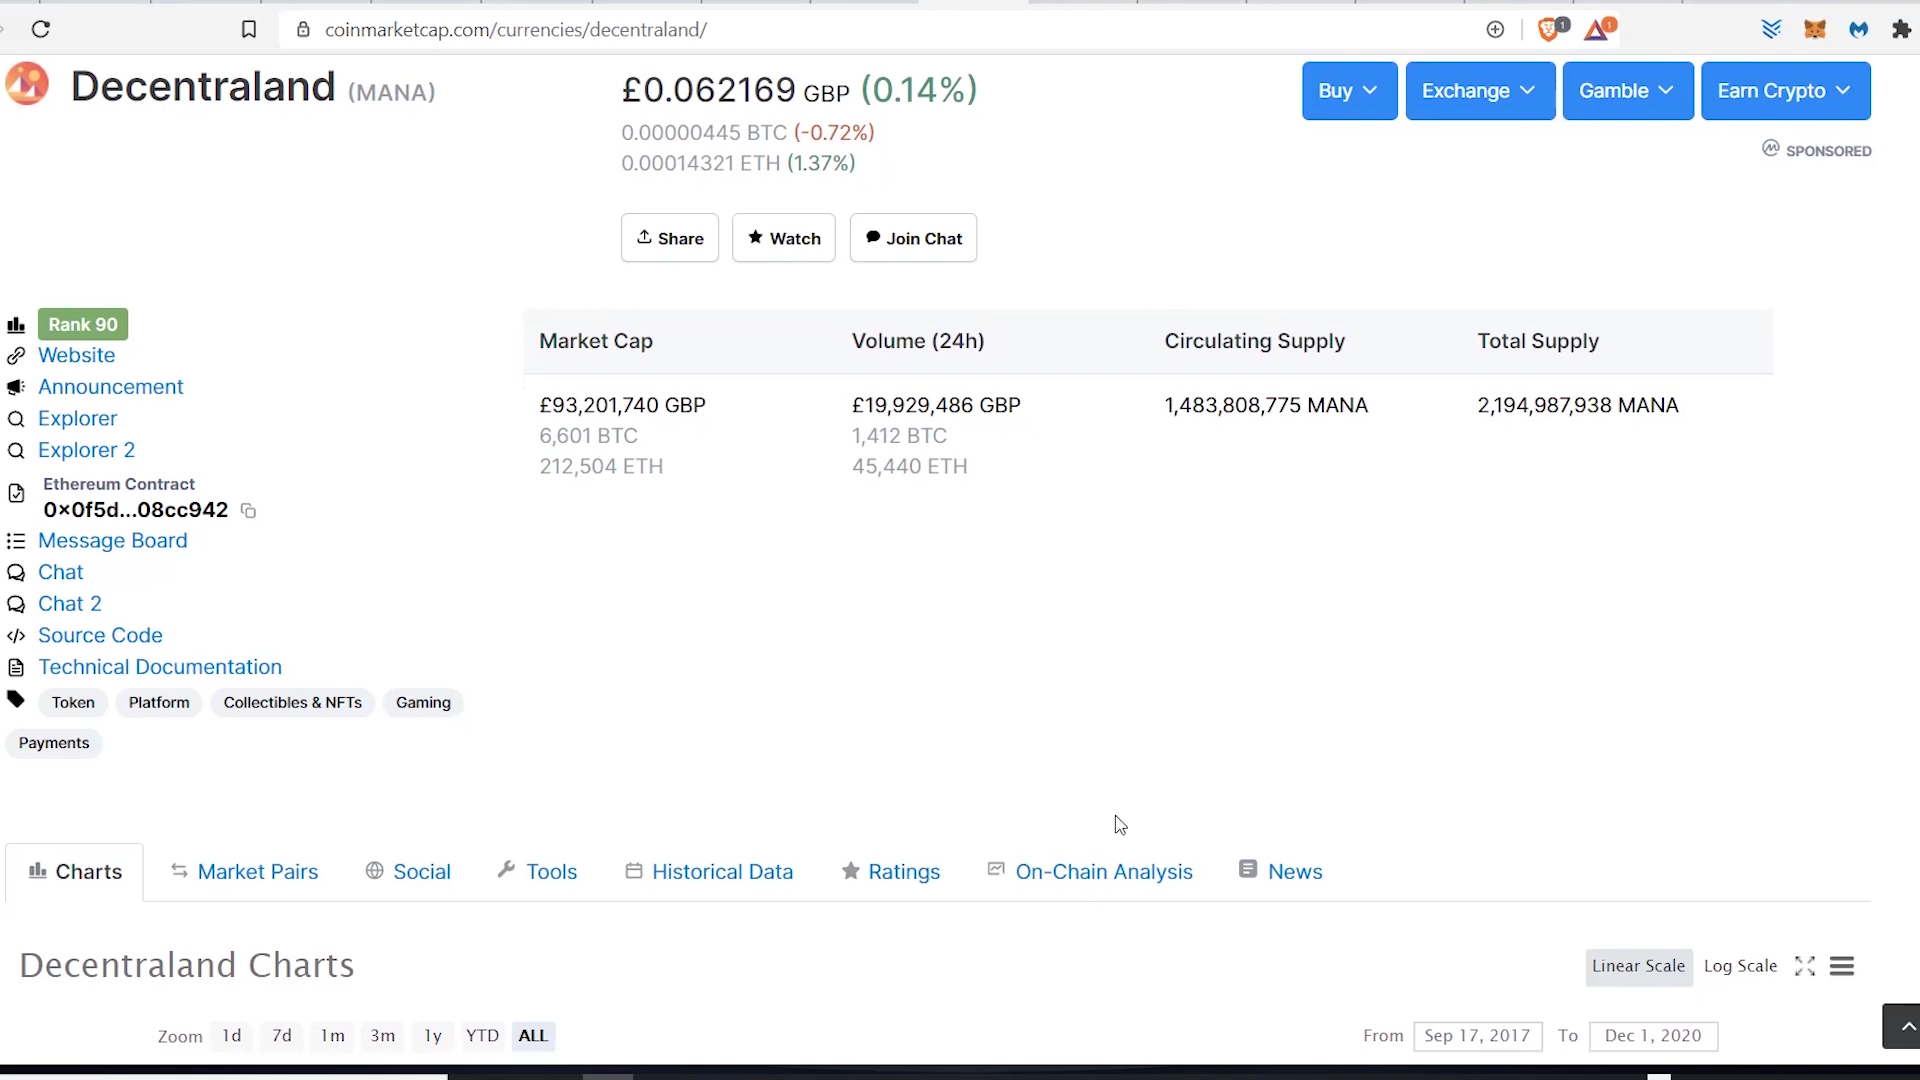 coinmarketcap.com/currencies/decentraland/
1
1
Decentraland (MANA)
£0.062169 GBP (0.14%)
0.00000445 BTC (-0.72%)
0.00014321 ETH (1.37%)
Buy
Exchange
Gamble
Earn Crypto
SPONSORED
Share
Watch
Join Chat
Rank 90
Website
Announcement
Explorer
Explorer 2
Ethereum Contract
0x0f5d...08cc942
Message Board
Chat
Chat 2
Source Code
Technical Documentation
Token Platform Collectibles & NFTs Gaming
Payments
Market Cap Volume (24h) Circulating Supply Total Supply
£93,201,740 GBP £19,929,486 GBP 1,483,808,775 MANA 2,194,987,938 MANA
6,601 BTC 1,412 BTC
212,504 ETH 45,440 ETH
Charts Market Pairs Social Tools Historical Data Ratings On-Chain Analysis News
Decentraland Charts
Linear Scale Log Scale
Zoom 1d 7d 1m 3m 1y YTD ALL
From Sep 17, 2017 To Dec 1, 2020